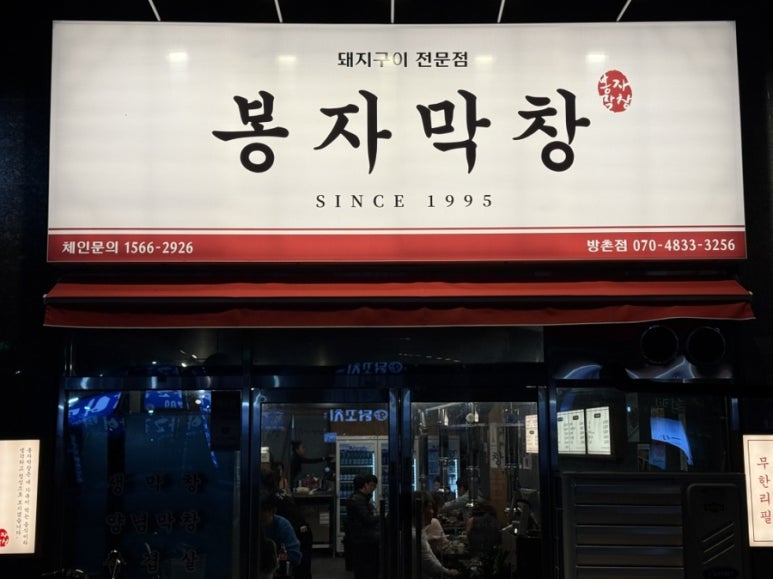 돼지구이 전문점
봉자막창
봉자
막창
SINCE 1995
체인문의 1566-2926
방촌점 070-4833-3256
생막창
양념막창
무한리필